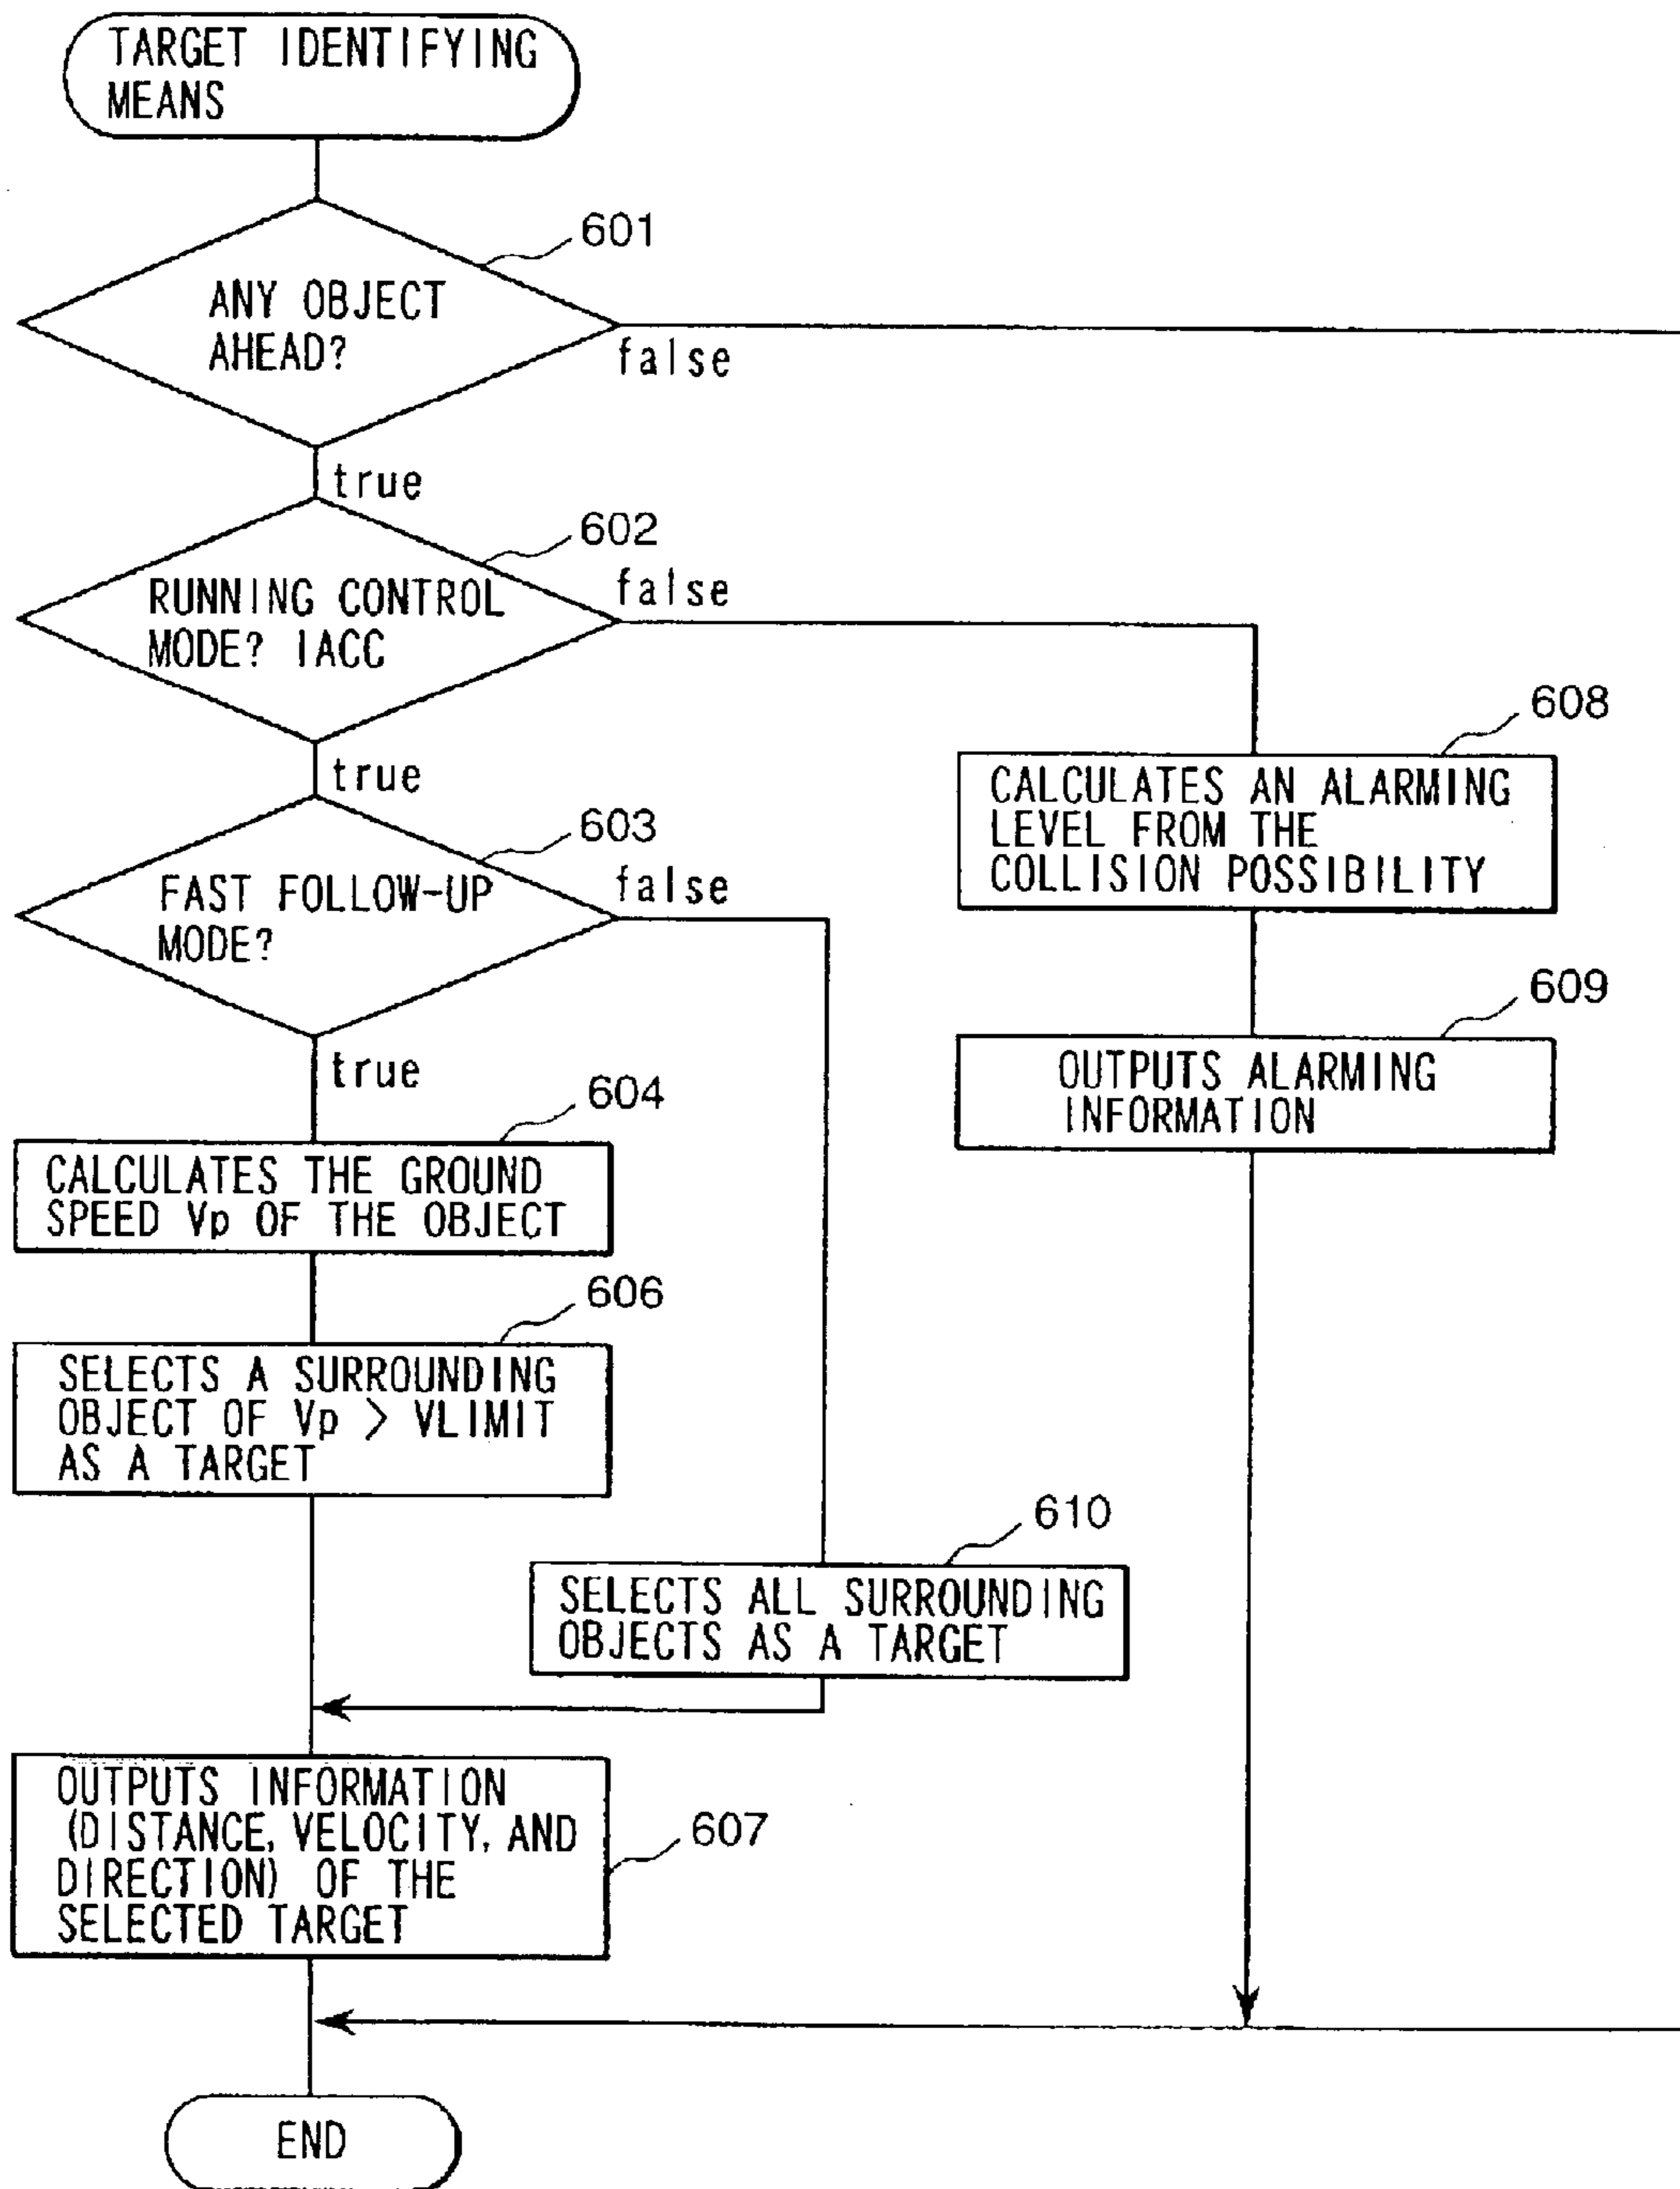 TARGET IDENTIFYING
MEANS
601
ANY OBJECT
AHEAD?
false
true
602
RUNNING CONTROL
MODE? IACC
false
true
603
FAST FOLLOW-UP
MODE?
false
true
604
CALCULATES THE GROUND
SPEED Vp OF THE OBJECT
606
SELECTS A SURROUNDING
OBJECT OF Vp > VLIMIT
AS A TARGET
608
CALCULATES AN ALARMING
LEVEL FROM THE
COLLISION POSSIBILITY
609
OUTPUTS ALARMING
INFORMATION
610
SELECTS ALL SURROUNDING
OBJECTS AS A TARGET
OUTPUTS INFORMATION
(DISTANCE, VELOCITY, AND
DIRECTION) OF THE
SELECTED TARGET
607
END